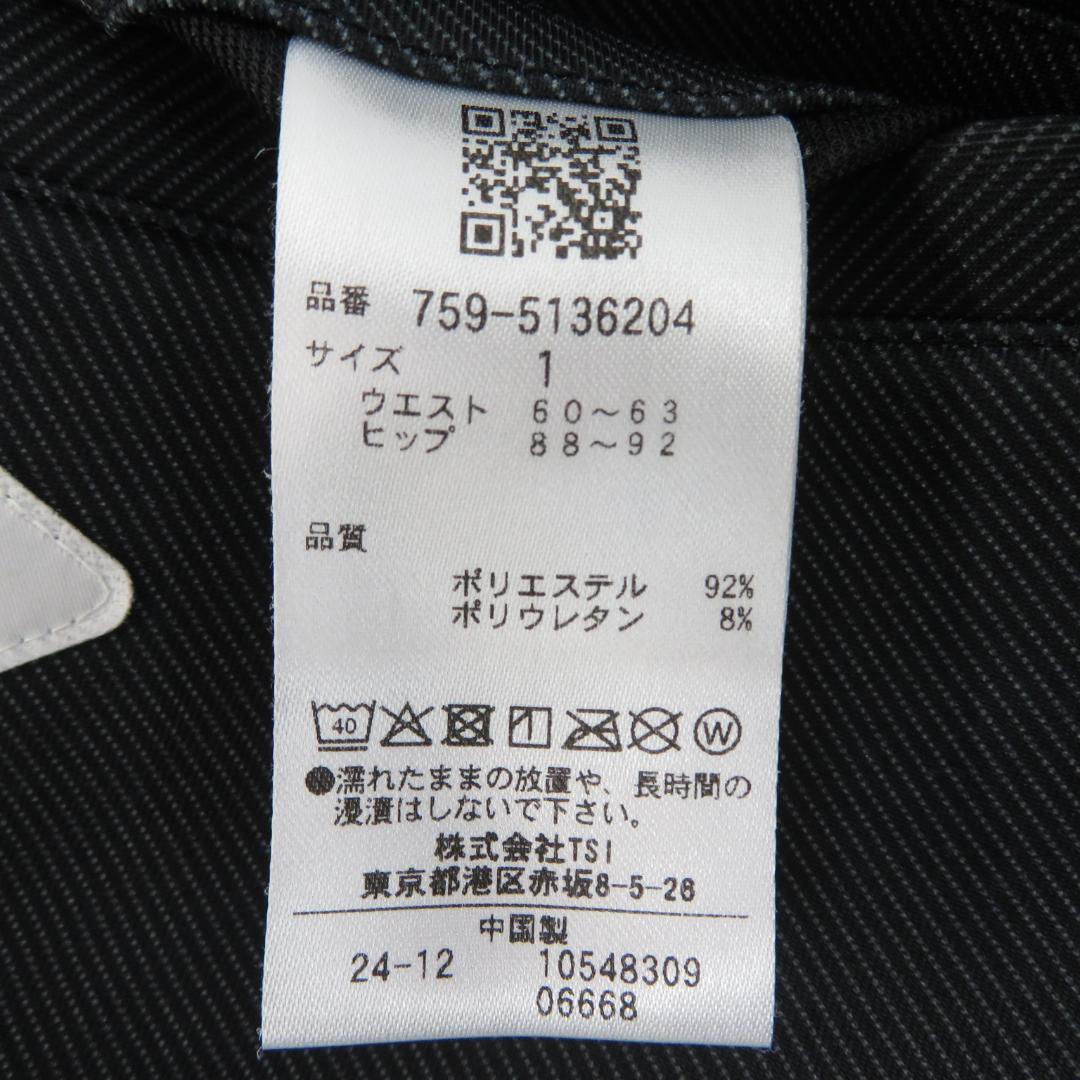 品番 759-5136204
サイズ 1
ウエスト 60～63
ヒップ 88～92
品質
ポリエステル 92%
ポリウレタン 8%
40 W
●濡れたままの放置や、長時間の
浸漬はしないで下さい。
株式会社TSI
東京都港区赤坂8-5-26
中国製
24-12 10548309
06668